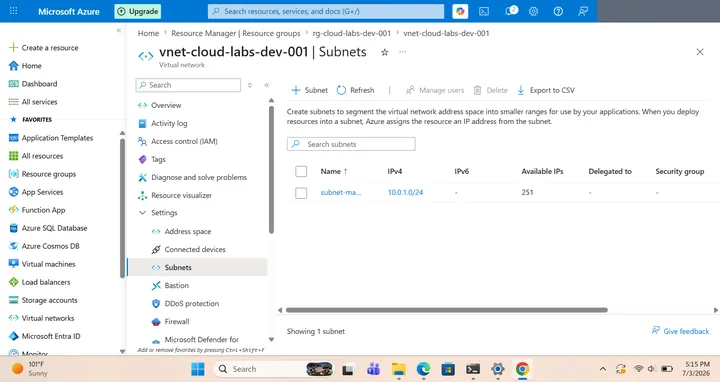 Microsoft Azure
Upgrade
Search resources, services, and docs (G+/)
2
Create a resource
Home
Dashboard
All services
FAVORITES
Application Templates
All resources
Resource groups
App Services
Function App
Azure SQL Database
Azure Cosmos DB
Virtual machines
Load balancers
Storage accounts
Virtual networks
Microsoft Entra ID
Monitor
Home > Resource Manager | Resource groups > rg-cloud-labs-dev-001 > vnet-cloud-labs-dev-001
vnet-cloud-labs-dev-001 | Subnets
Virtual network
Search
Overview
Activity log
Access control (IAM)
Tags
Diagnose and solve problems
Resource visualizer
Settings
Address space
Connected devices
Subnets
Bastion
DDoS protection
Firewall
Microsoft Defender for
Add or remove favorites by pressing Ctrl+Shift+F
Subnet
Refresh
Manage users
Delete
Export to CSV
Create subnets to segment the virtual network address space into smaller ranges for use by your applications. When you deploy
resources into a subnet, Azure assigns the resource an IP address from the subnet.
Search subnets
Name ↑ IPv4 IPv6 Available IPs Delegated to Security group
subnet-ma... 10.0.1.0/24 - 251 - -
Showing 1 subnet
Give feedback
101°F
Sunny
Search
5:15 PM
7/3/2026